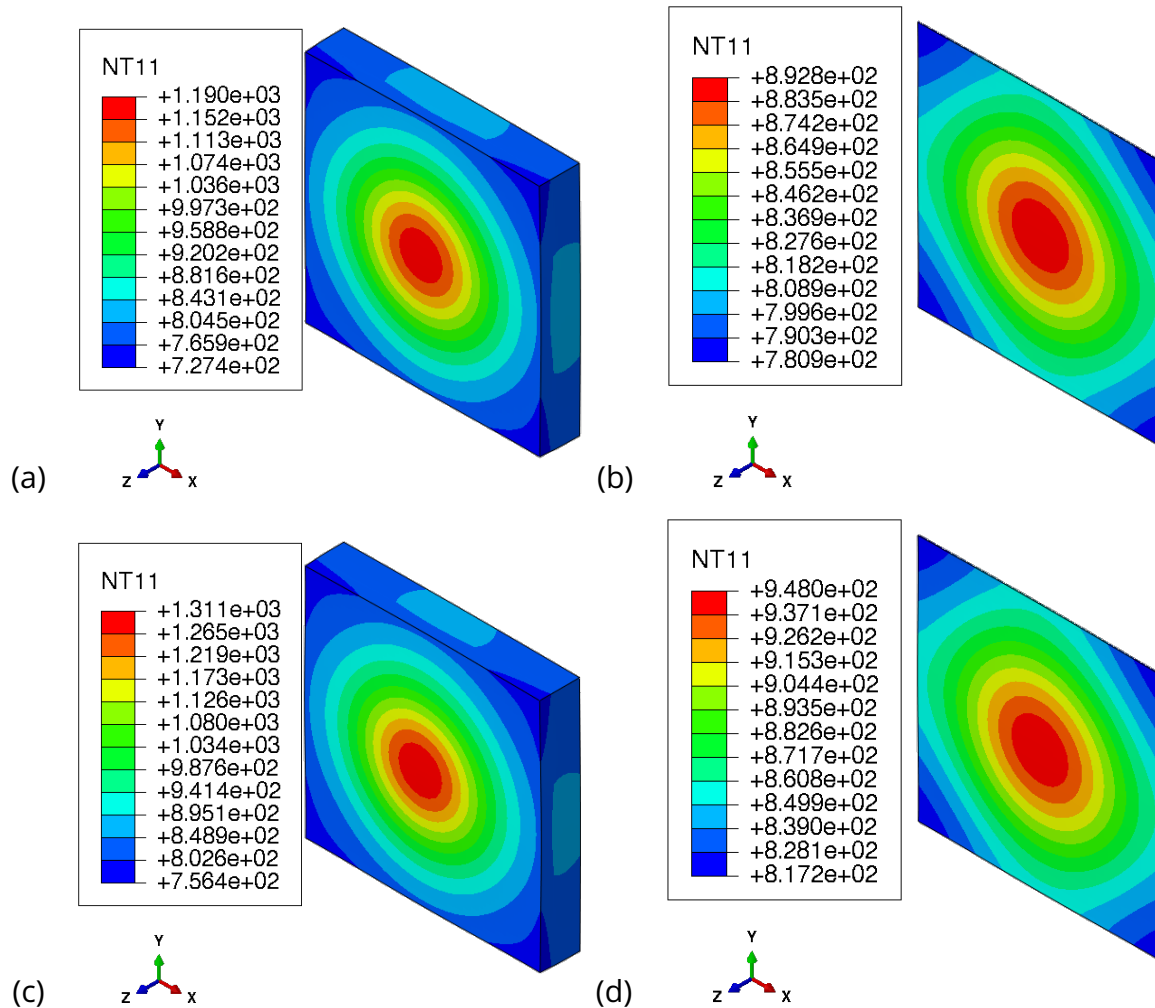 NT11
+1.190e+03
+1.152e+03
+1.113e+03
+1.074e+03
+1.036e+03
+9.973e+02
+9.588e+02
+9.202e+02
+8.816e+02
+8.431e+02
+8.045e+02
+7.659e+02
+7.274e+02
Y
Z
X
(a)
NT11
+8.928e+02
+8.835e+02
+8.742e+02
+8.649e+02
+8.555e+02
+8.462e+02
+8.369e+02
+8.276e+02
+8.182e+02
+8.089e+02
+7.996e+02
+7.903e+02
+7.809e+02
Y
Z
X
(b)
NT11
+1.311e+03
+1.265e+03
+1.219e+03
+1.173e+03
+1.126e+03
+1.080e+03
+1.034e+03
+9.876e+02
+9.414e+02
+8.951e+02
+8.489e+02
+8.026e+02
+7.564e+02
Y
Z
X
(c)
NT11
+9.480e+02
+9.371e+02
+9.262e+02
+9.153e+02
+9.044e+02
+8.935e+02
+8.826e+02
+8.717e+02
+8.608e+02
+8.499e+02
+8.390e+02
+8.281e+02
+8.172e+02
Y
Z
X
(d)